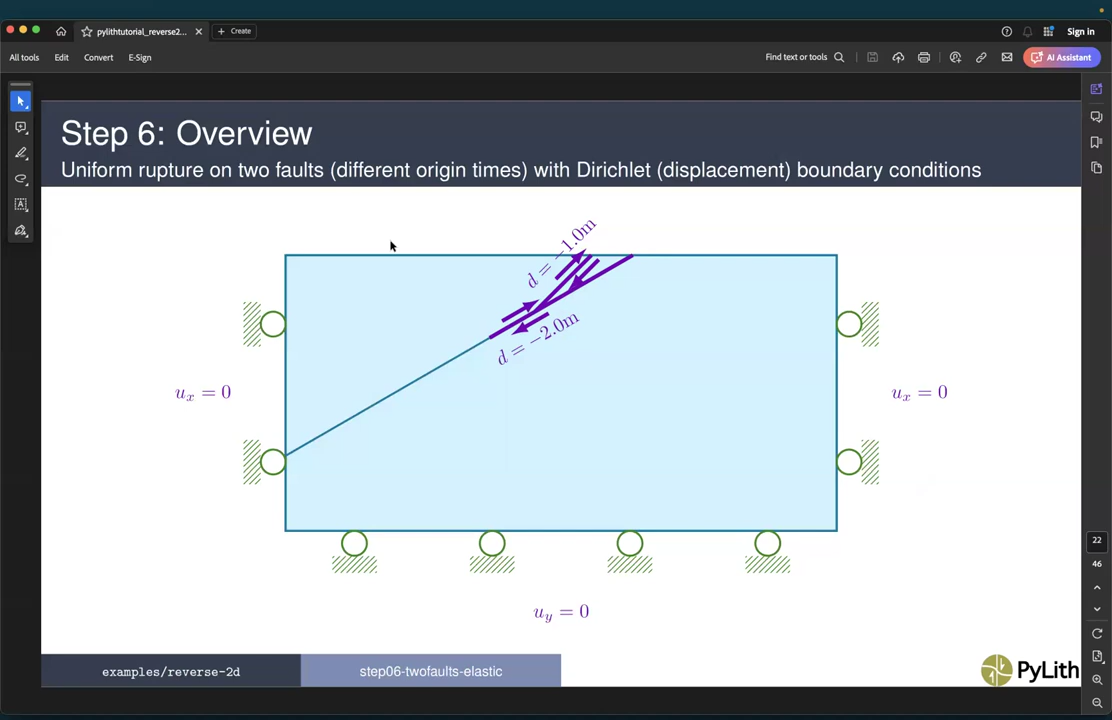 pylithtutorial_reverse2...
Create
Sign in
All tools
Edit
Convert
E-Sign
Find text or tools
AI Assistant
Step 6: Overview
Uniform rupture on two faults (different origin times) with Dirichlet (displacement) boundary conditions
d = −1.0m
d = −2.0m
u_x = 0
u_x = 0
u_y = 0
22
46
examples/reverse-2d
step06-twofaults-elastic
PyLith